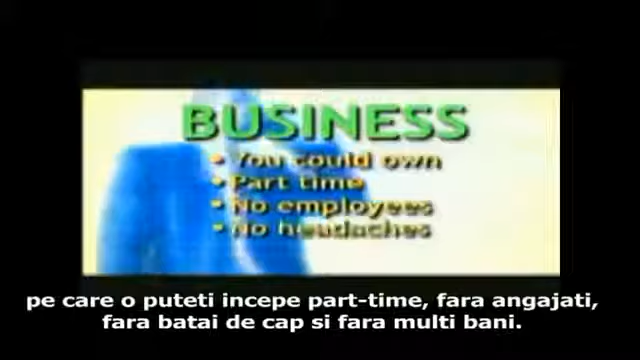 BUSINESS
• You could own
• Part time
• No employees
• No headaches
pe care o puteti incepe part-time, fara angajati,
fara batai de cap si fara multi bani.